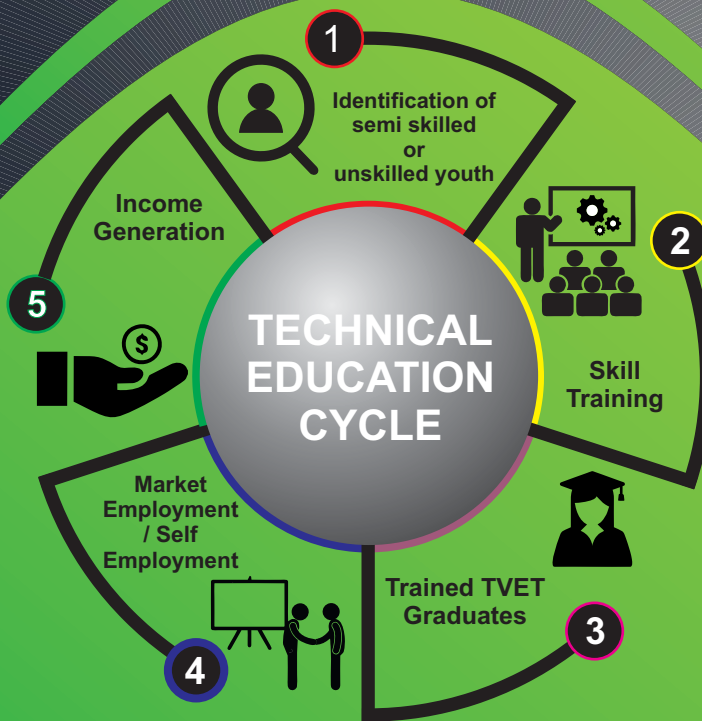 TECHNICAL
EDUCATION
CYCLE
1
Identification of
semi skilled
or
unskilled youth
2
Skill
Training
3
Trained TVET
Graduates
4
Market
Employment
/ Self
Employment
5
Income
Generation
$